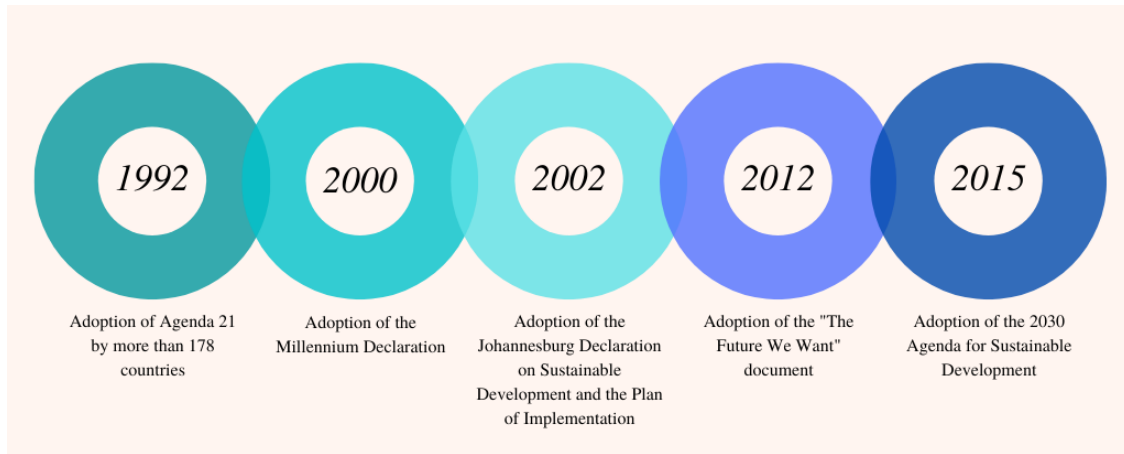 1992
2000
2002
2012
2015
Adoption of Agenda 21
by more than 178
countries
Adoption of the
Millennium Declaration
Adoption of the
Johannesburg Declaration
on Sustainable
Development and the Plan
of Implementation
Adoption of the "The
Future We Want"
document
Adoption of the 2030
Agenda for Sustainable
Development